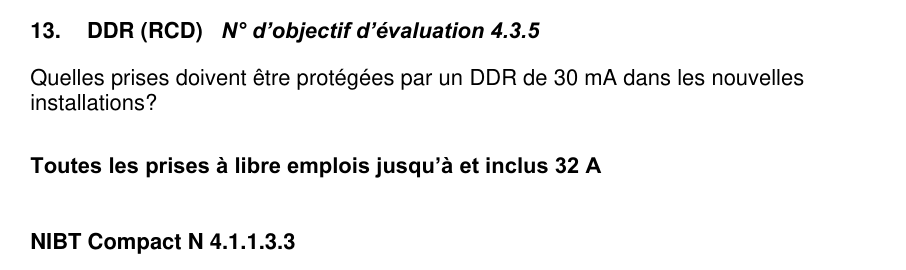 13. DDR (RCD) N° d’objectif d’évaluation 4.3.5
Quelles prises doivent être protégées par un DDR de 30 mA dans les nouvelles
installations?
Toutes les prises à libre emplois jusqu’à et inclus 32 A
NIBT Compact N 4.1.1.3.3